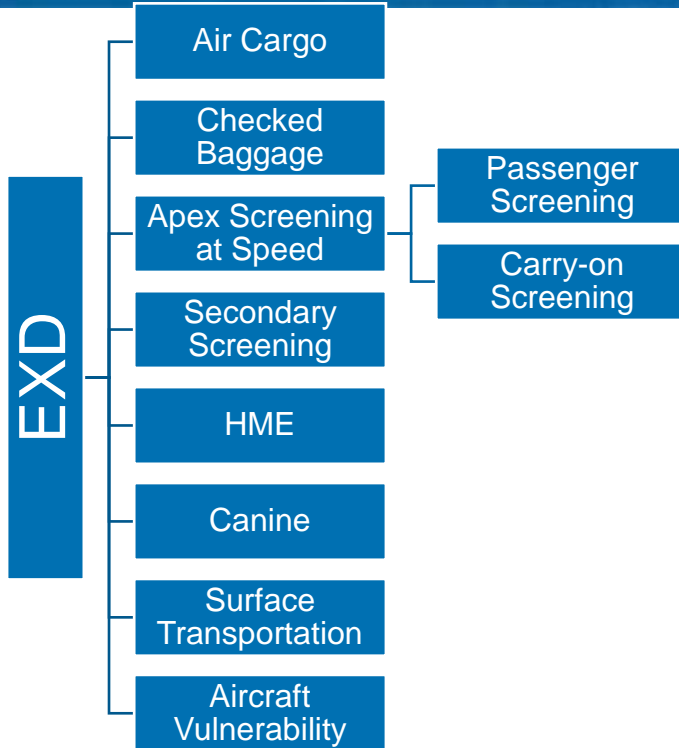 EXD
Air Cargo
Checked
Baggage
Apex Screening
at Speed
Passenger
Screening
Carry-on
Screening
Secondary
Screening
HME
Canine
Surface
Transportation
Aircraft
Vulnerability